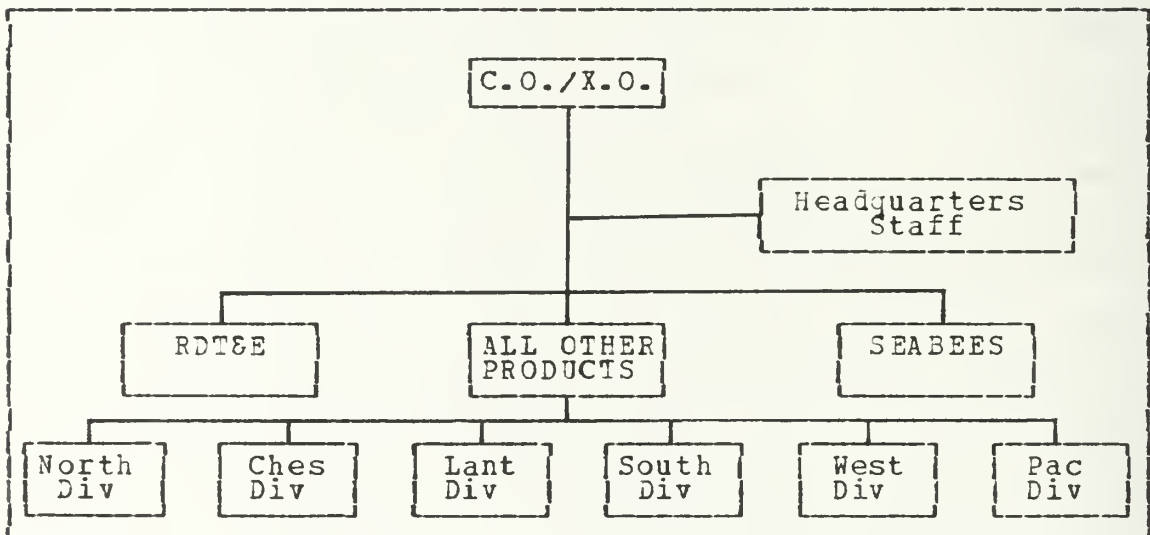 C.O./X.O.
Headquarters
Staff
RDT&E
ALL OTHER
PRODUCTS
SEABEES
North
Div
Ches
Div
Lant
Div
South
Div
West
Div
Pac
Div